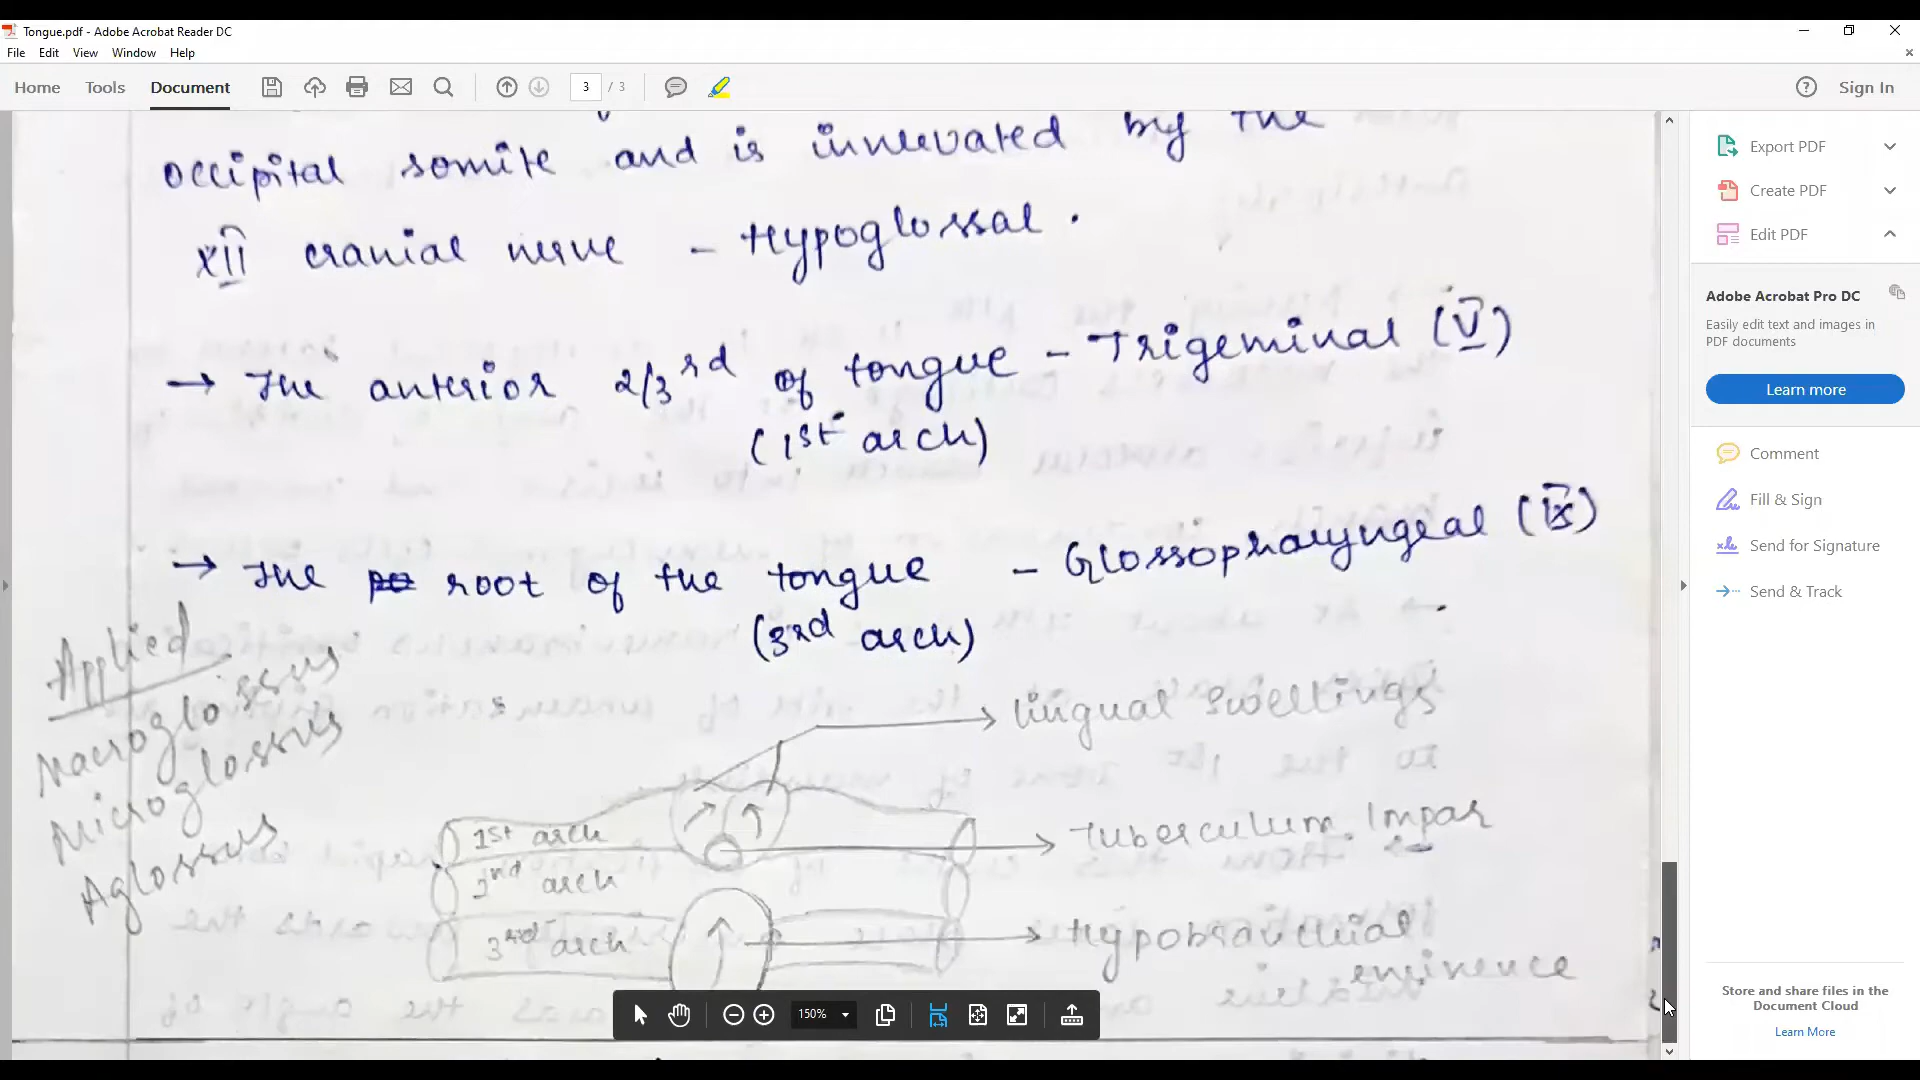 Tongue.pdf - Adobe Acrobat Reader DC
File Edit View Window Help
Home Tools Document 3 / 3 Sign In
occipital somite and is innervated by the
XII cranial nerve - Hypoglossal.
→ The anterior 2/3rd of tongue - Trigeminal (V)
(1st arch)
→ The root of the tongue - Glossopharyngeal (IX)
(3rd arch)
Applied
Macroglossus
Microglossus
Aglossus
Lingual Swellings
1st arch
Tuberculum Impar
2nd arch
3rd arch
Hypobranchial
eminence
150%
Export PDF
Create PDF
Edit PDF
Adobe Acrobat Pro DC
Easily edit text and images in
PDF documents
Learn more
Comment
Fill & Sign
Send for Signature
Send & Track
Store and share files in the
Document Cloud
Learn More